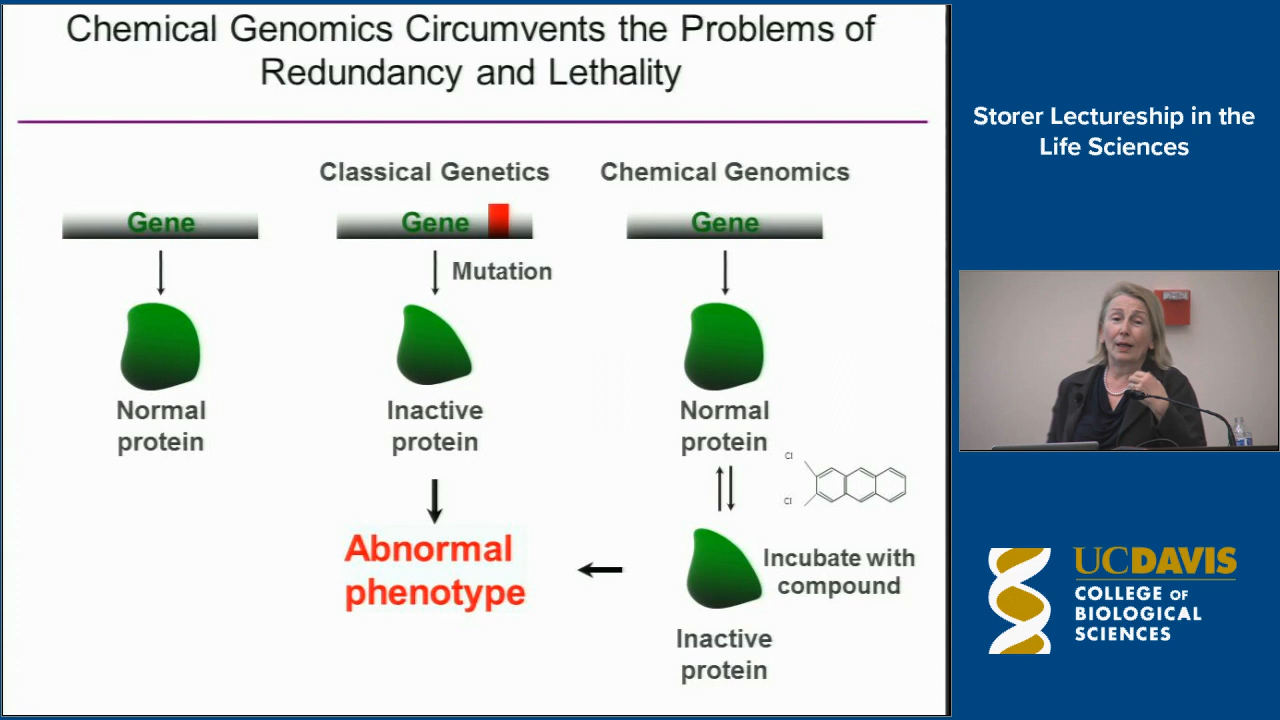 Chemical Genomics Circumvents the Problems of
Redundancy and Lethality
Classical Genetics
Chemical Genomics
Gene
Gene
Gene
Mutation
Normal
protein
Inactive
protein
Normal
protein
Cl
Cl
Abnormal
phenotype
Incubate with
compound
Inactive
protein
Storer Lectureship in the
Life Sciences
UCDAVIS
COLLEGE OF
BIOLOGICAL
SCIENCES